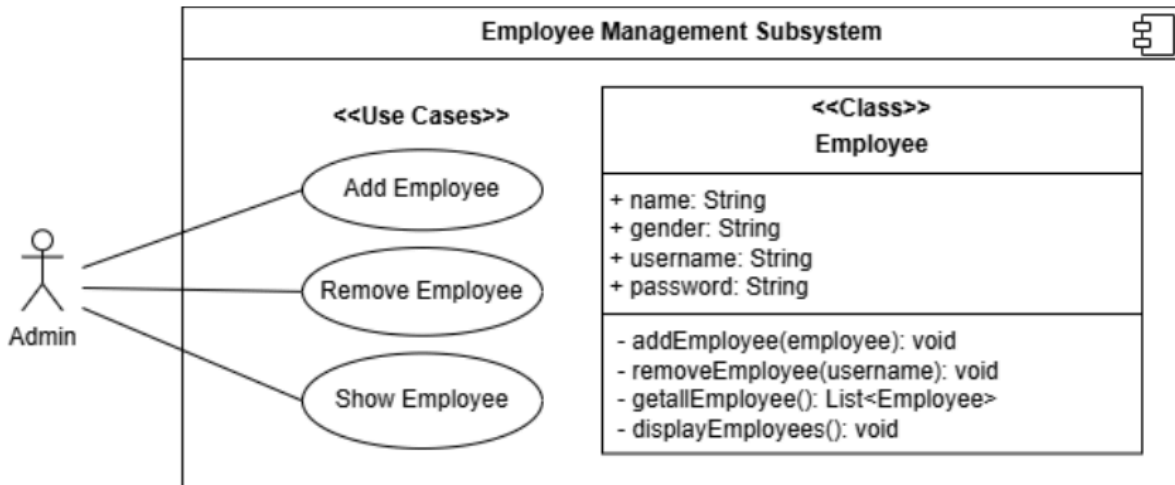 Employee Management Subsystem
<<Use Cases>>
Add Employee
Remove Employee
Show Employee
Admin
<<Class>>
Employee
+ name: String
+ gender: String
+ username: String
+ password: String
- addEmployee(employee): void
- removeEmployee(username): void
- getallEmployee(): List<Employee>
- displayEmployees(): void